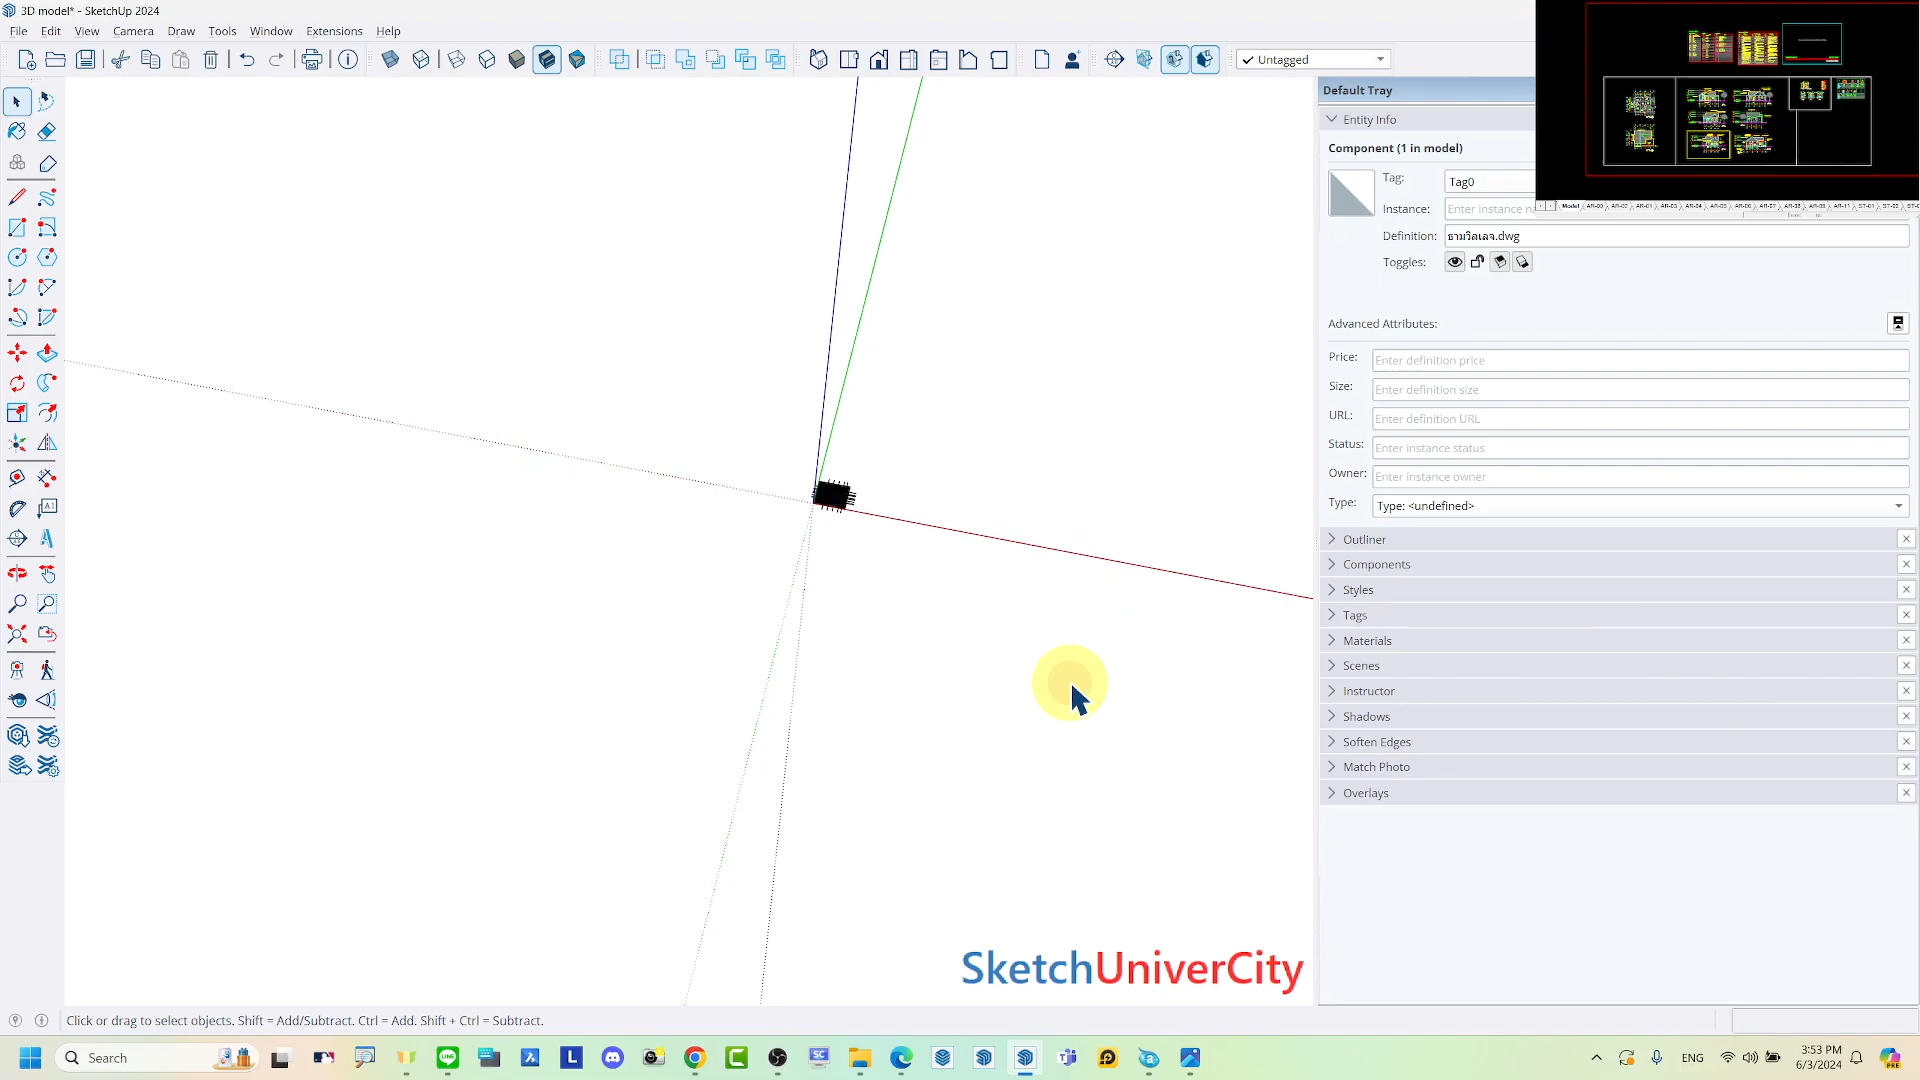 3D model* - SketchUp 2024
File Edit View Camera Draw Tools Window Extensions Help
Untagged
Default Tray
Entity Info
Component (1 in model)
Tag: Tag0
Instance: Enter instance
Definition: ธามวิลเลจ.dwg
Toggles:
Advanced Attributes:
Price: Enter definition price
Size: Enter definition size
URL: Enter definition URL
Status: Enter instance status
Owner: Enter instance owner
Type: Type: <undefined>
Outliner
Components
Styles
Tags
Materials
Scenes
Instructor
Shadows
Soften Edges
Match Photo
Overlays
SketchUniverCity
Click or drag to select objects. Shift = Add/Subtract. Ctrl = Add. Shift + Ctrl = Subtract.
Search
ENG
3:53 PM
6/3/2024